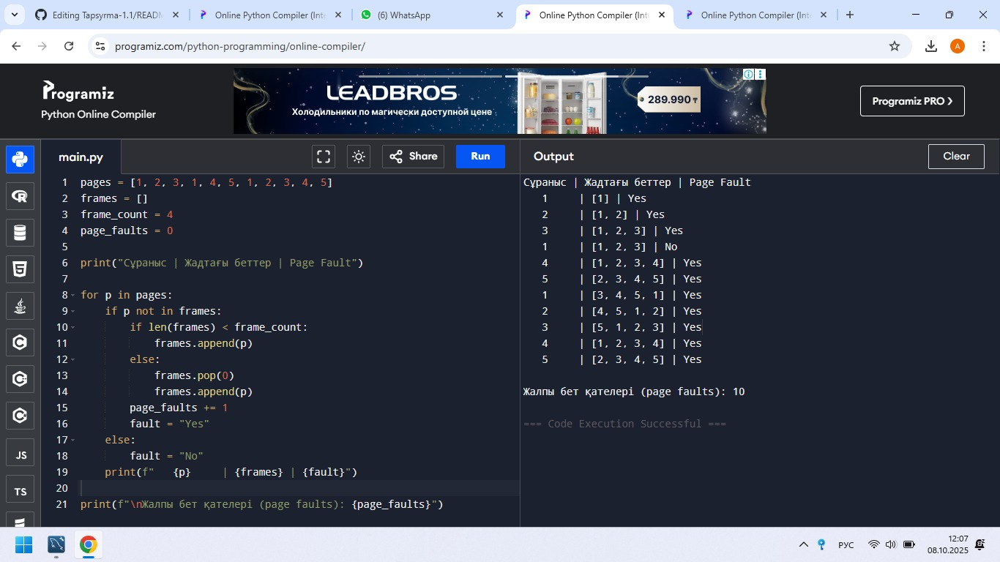 Editing Tapsyrma-1.1/READM
Online Python Compiler (Inte
(6) WhatsApp
Online Python Compiler (Inte
Online Python Compiler (Inte
programiz.com/python-programming/online-compiler/
A
Programiz
Python Online Compiler
LEADBROS
Холодильники по магически доступной цене
289.990 ₸
Programiz PRO >
main.py
Share
Run
Output
Clear
1 pages = [1, 2, 3, 1, 4, 5, 1, 2, 3, 4, 5]
2 frames = []
3 frame_count = 4
4 page_faults = 0
5
6 print("Сұраныс | Жадтағы беттер | Page Fault")
7
8 for p in pages:
9     if p not in frames:
10         if len(frames) < frame_count:
11             frames.append(p)
12         else:
13             frames.pop(0)
14             frames.append(p)
15         page_faults += 1
16         fault = "Yes"
17     else:
18         fault = "No"
19     print(f"   {p}     | {frames} | {fault}")
20
21 print(f"\nЖалпы бет қателері (page faults): {page_faults}")
Сұраныс | Жадтағы беттер | Page Fault
   1     | [1] | Yes
   2     | [1, 2] | Yes
   3     | [1, 2, 3] | Yes
   1     | [1, 2, 3] | No
   4     | [1, 2, 3, 4] | Yes
   5     | [2, 3, 4, 5] | Yes
   1     | [3, 4, 5, 1] | Yes
   2     | [4, 5, 1, 2] | Yes
   3     | [5, 1, 2, 3] | Yes
   4     | [1, 2, 3, 4] | Yes
   5     | [2, 3, 4, 5] | Yes
Жалпы бет қателері (page faults): 10
=== Code Execution Successful ===
JS
TS
РУС
12:07
08.10.2025